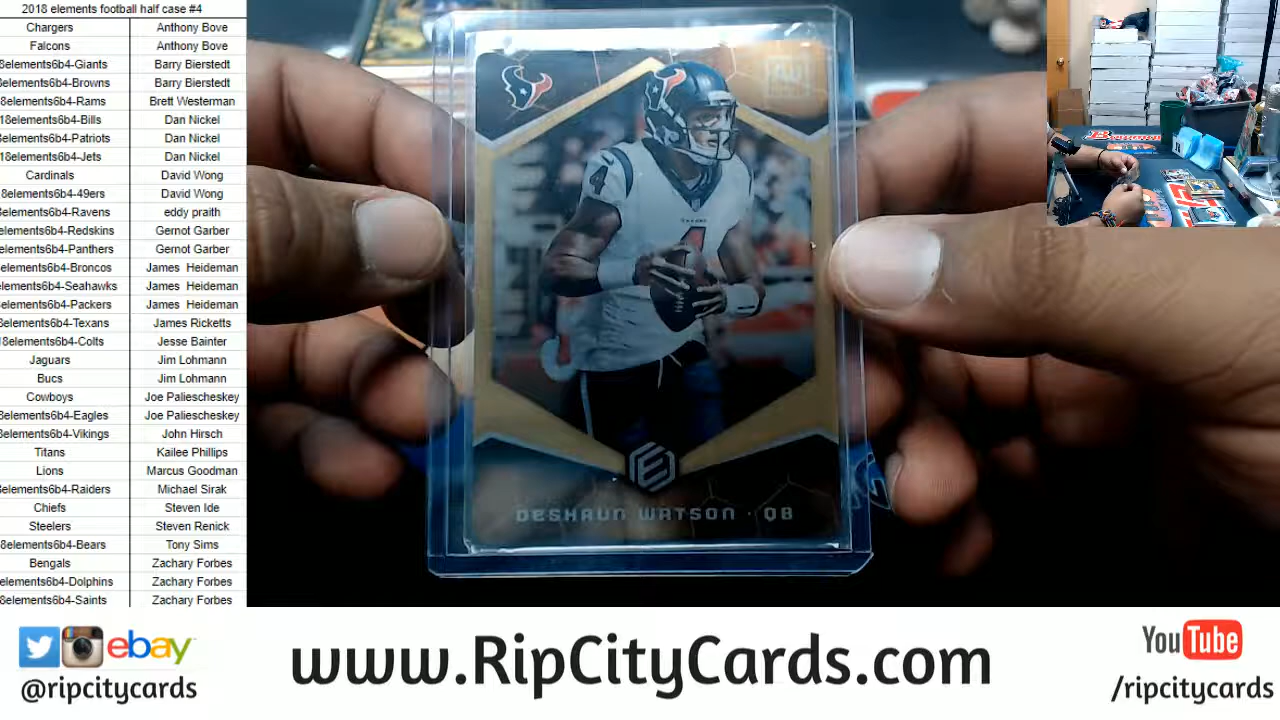 2018 elements football half case #4
Chargers Anthony Bove
Falcons Anthony Bove
8elements6b4-Giants Barry Bierstedt
elements6b4-Browns Barry Bierstedt
8elements6b4-Rams Brett Westerman
18elements6b4-Bills Dan Nickel
elements6b4-Patriots Dan Nickel
18elements6b4-Jets Dan Nickel
Cardinals David Wong
8elements6b4-49ers David Wong
8elements6b4-Ravens eddy praith
elements6b4-Redskins Gernot Garber
elements6b4-Panthers Gernot Garber
elements6b4-Broncos James Heideman
elements6b4-Seahawks James Heideman
elements6b4-Packers James Heideman
8elements6b4-Texans James Ricketts
18elements6b4-Colts Jesse Bainter
Jaguars Jim Lohmann
Bucs Jim Lohmann
Cowboys Joe Paliescheskey
8elements6b4-Eagles Joe Paliescheskey
8elements6b4-Vikings John Hirsch
Titans Kailee Phillips
Lions Marcus Goodman
elements6b4-Raiders Michael Sirak
Chiefs Steven Ide
Steelers Steven Renick
8elements6b4-Bears Tony Sims
Bengals Zachary Forbes
elements6b4-Dolphins Zachary Forbes
8elements6b4-Saints Zachary Forbes
4
DESHAUN WATSON · QB
ebay
@ripcitycards
www.RipCityCards.com
YouTube
/ripcitycards